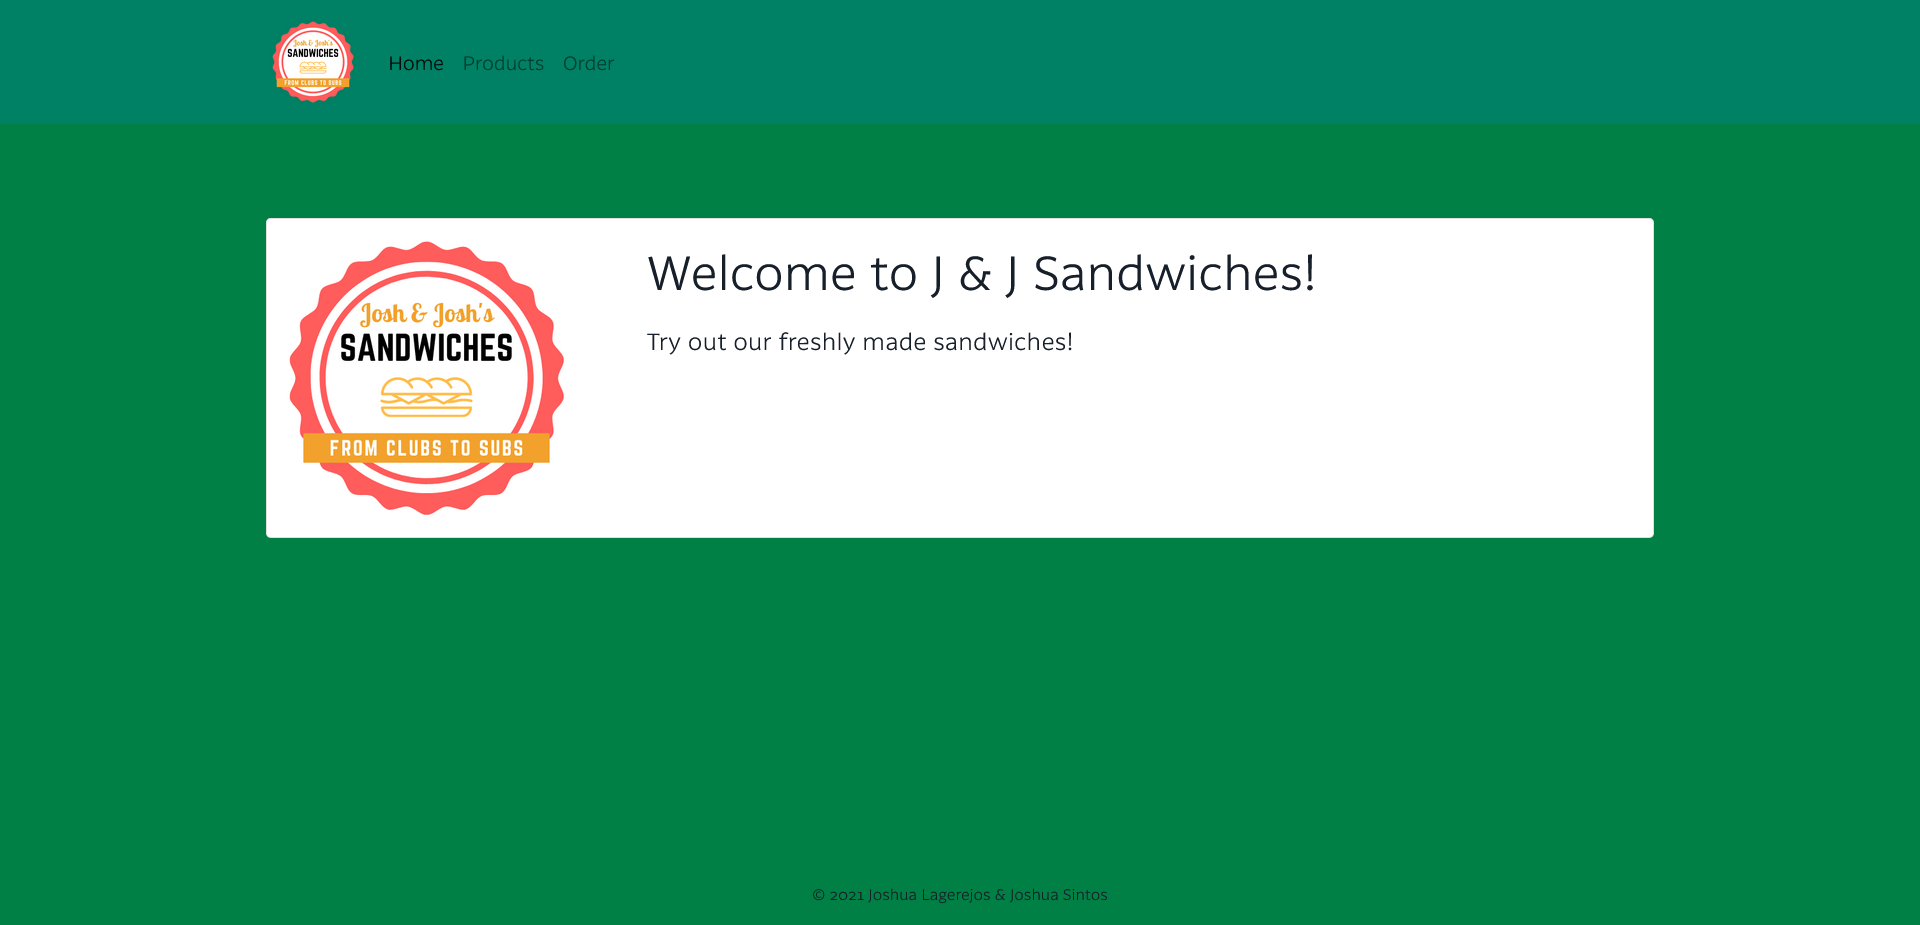 Josh & Josh's
SANDWICHES
FROM CLUBS TO SUBS
Home Products Order
Josh & Josh's
SANDWICHES
FROM CLUBS TO SUBS
Welcome to J & J Sandwiches!
Try out our freshly made sandwiches!
© 2021 Joshua Lagerejos & Joshua Sintos